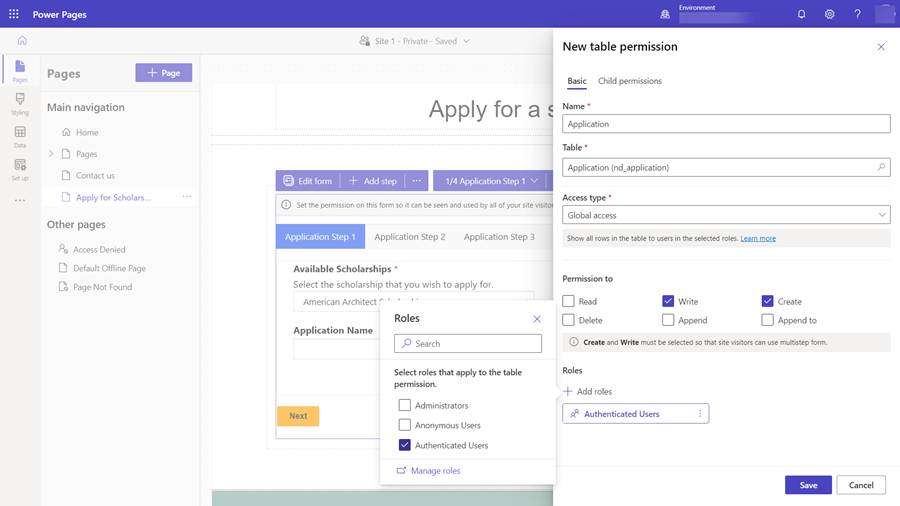 Power Pages
Environment
Site 1 - Private - Saved
Pages
Styling
Data
Set up
Pages
+ Page
Main navigation
Home
Pages
Contact us
Apply for Scholars...
Other pages
Access Denied
Default Offline Page
Page Not Found
Apply for a s
Edit form
+ Add step
1/4 Application Step 1
Set the permission on this form so it can be seen and used by all of your site visitor
Application Step 1
Application Step 2
Application Step 3
Available Scholarships *
Select the scholarship that you wish to apply for.
American Architect
Application Name
Next
Roles
Search
Select roles that apply to the table
permission.
Administrators
Anonymous Users
Authenticated Users
Manage roles
New table permission
Basic
Child permissions
Name *
Application
Table *
Application (nd_application)
Access type *
Global access
Show all rows in the table to users in the selected roles. Learn more
Permission to
Read
Write
Create
Delete
Append
Append to
Create and Write must be selected so that site visitors can use multistep form.
Roles
+ Add roles
Authenticated Users
Save
Cancel